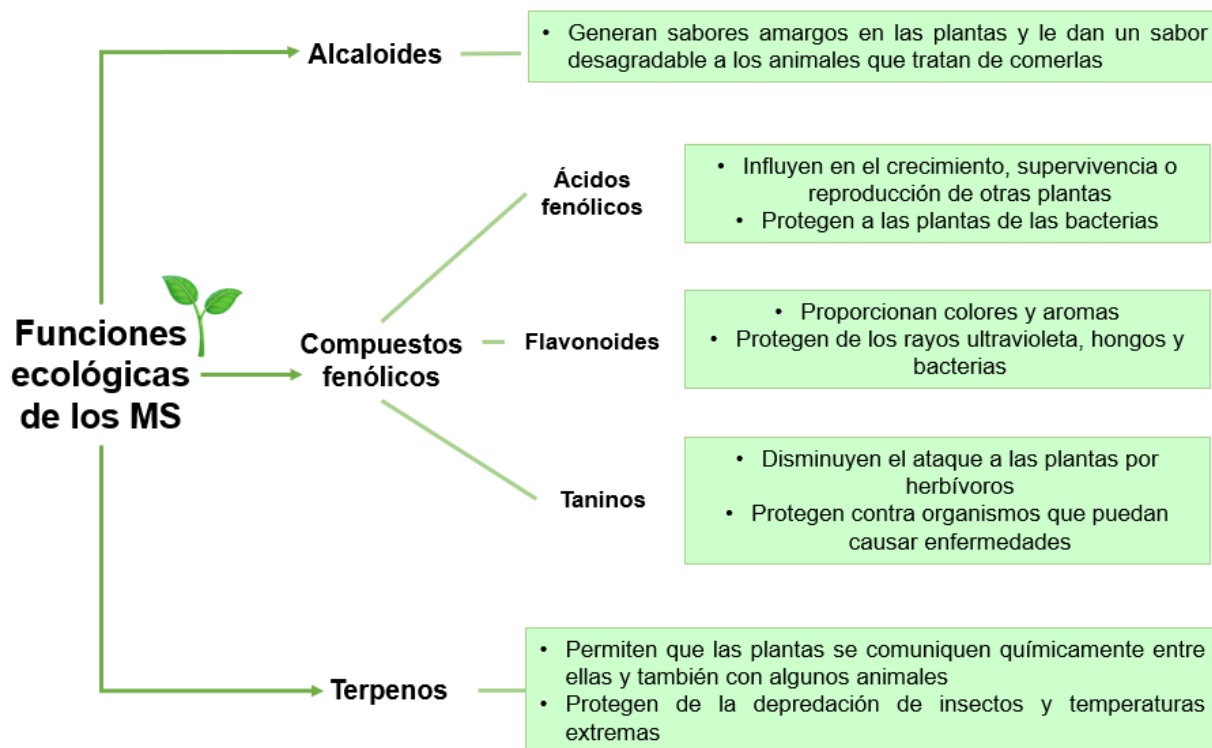 Funciones
ecológicas
de los MS
Alcaloides
• Generan sabores amargos en las plantas y le dan un sabor
desagradable a los animales que tratan de comerlas
Compuestos
fenólicos
Ácidos
fenólicos
• Influyen en el crecimiento, supervivencia o
reproducción de otras plantas
• Protegen a las plantas de las bacterias
Flavonoides
• Proporcionan colores y aromas
• Protegen de los rayos ultravioleta, hongos y
bacterias
Taninos
• Disminuyen el ataque a las plantas por
herbívoros
• Protegen contra organismos que puedan
causar enfermedades
Terpenos
• Permiten que las plantas se comuniquen químicamente entre
ellas y también con algunos animales
• Protegen de la depredación de insectos y temperaturas
extremas